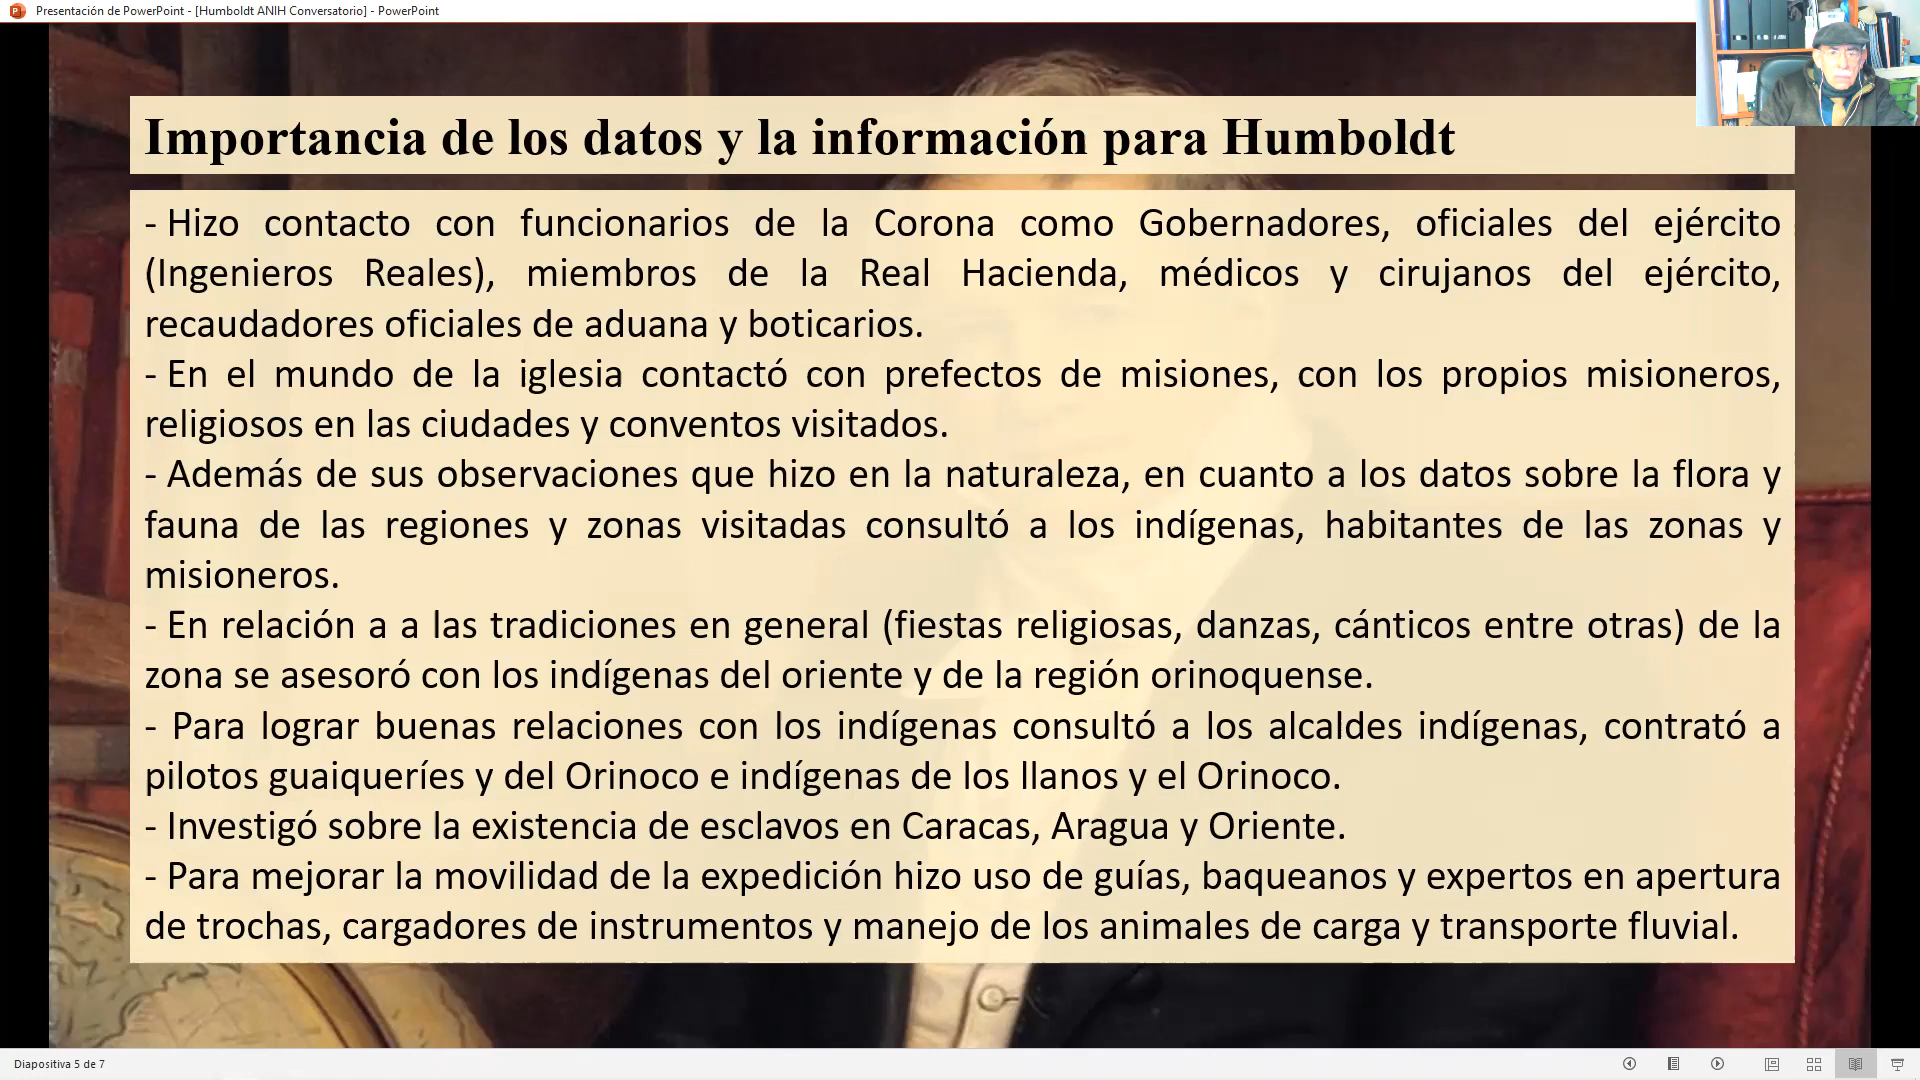 Presentación de PowerPoint - [Humboldt ANIH Conversatorio] - PowerPoint
Importancia de los datos y la información para Humboldt
- Hizo contacto con funcionarios de la Corona como Gobernadores, oficiales del ejército
(Ingenieros Reales), miembros de la Real Hacienda, médicos y cirujanos del ejército,
recaudadores oficiales de aduana y boticarios.
- En el mundo de la iglesia contactó con prefectos de misiones, con los propios misioneros,
religiosos en las ciudades y conventos visitados.
- Además de sus observaciones que hizo en la naturaleza, en cuanto a los datos sobre la flora y
fauna de las regiones y zonas visitadas consultó a los indígenas, habitantes de las zonas y
misioneros.
- En relación a a las tradiciones en general (fiestas religiosas, danzas, cánticos entre otras) de la
zona se asesoró con los indígenas del oriente y de la región orinoquense.
- Para lograr buenas relaciones con los indígenas consultó a los alcaldes indígenas, contrató a
pilotos guaiqueríes y del Orinoco e indígenas de los llanos y el Orinoco.
- Investigó sobre la existencia de esclavos en Caracas, Aragua y Oriente.
- Para mejorar la movilidad de la expedición hizo uso de guías, baqueanos y expertos en apertura
de trochas, cargadores de instrumentos y manejo de los animales de carga y transporte fluvial.
Diapositiva 5 de 7